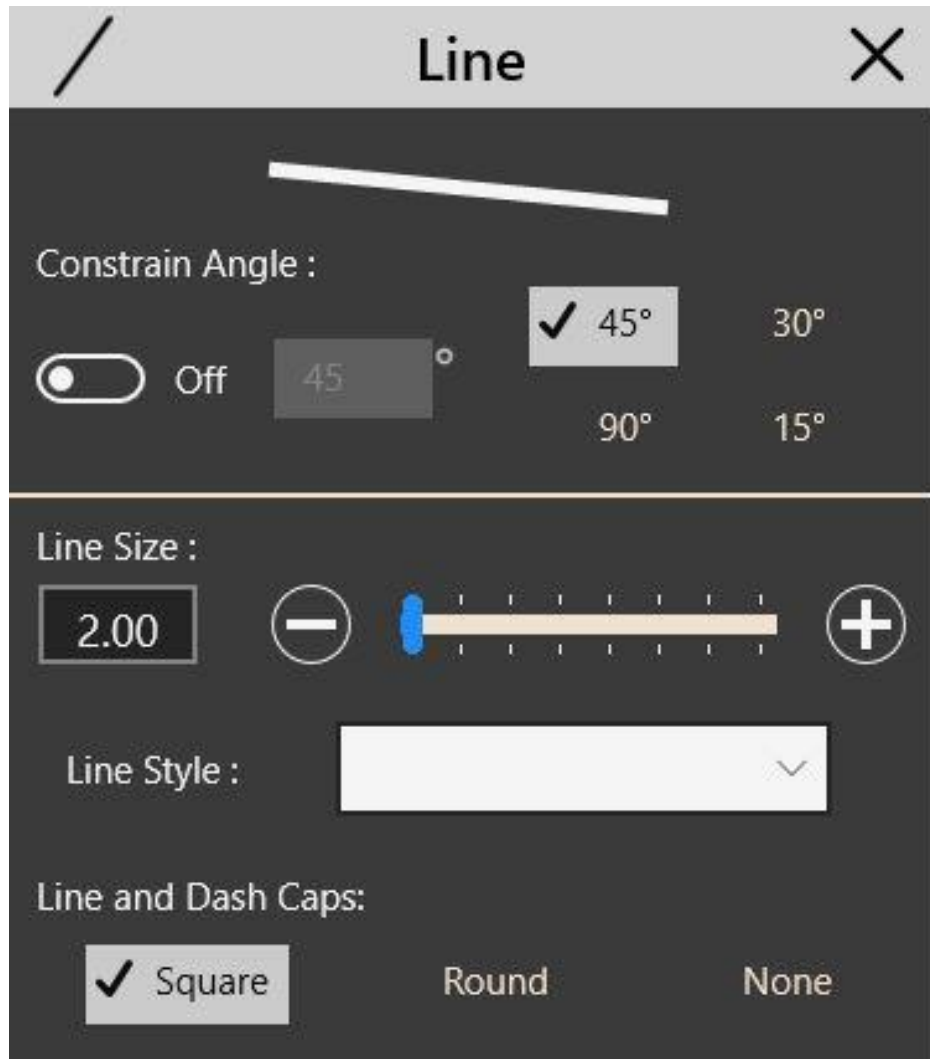 Line
Constrain Angle :
45° 30°
Off 45 °
90° 15°
Line Size :
2.00
Line Style :
Line and Dash Caps:
Square Round None